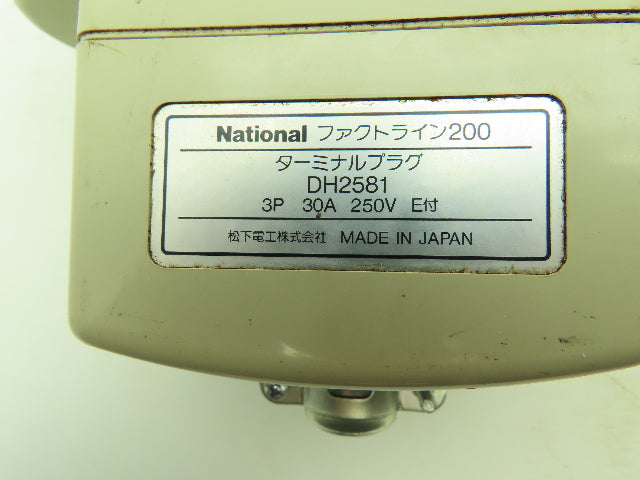 National ファクトライン200
ターミナルプラグ
DH2581
3P 30A 250V E付
松下電工株式会社 MADE IN JAPAN